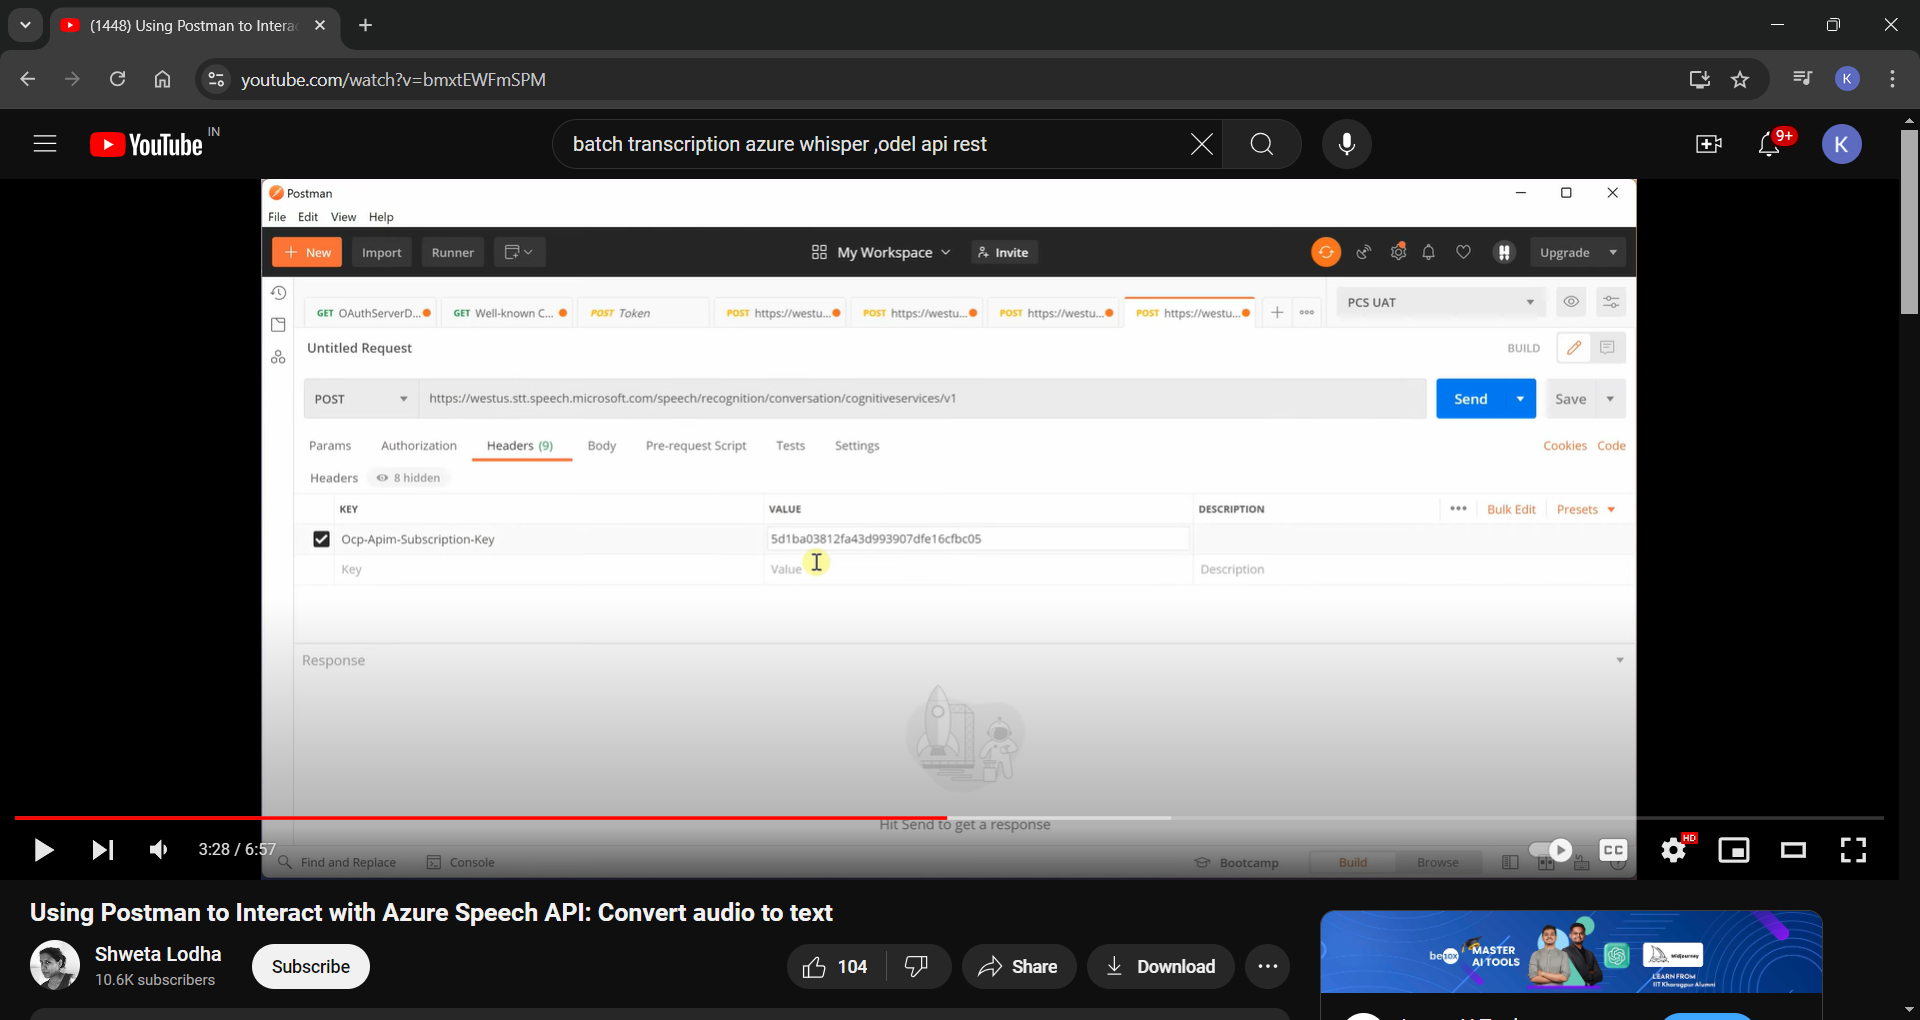 (1448) Using Postman to Intera
youtube.com/watch?v=bmxtEWFmSPM
K
YouTube IN
batch transcription azure whisper ,odel api rest
9+
K
Postman
File Edit View Help
New Import Runner My Workspace Invite Upgrade
GET OAuthServerD... GET Well-known C... POST Token POST https://westu... POST https://westu... POST https://westu... POST https://westu... PCS UAT
Untitled Request BUILD
POST https://westus.stt.speech.microsoft.com/speech/recognition/conversation/cognitiveservices/v1 Send Save
Params Authorization Headers (9) Body Pre-request Script Tests Settings Cookies Code
Headers 8 hidden
KEY VALUE DESCRIPTION Bulk Edit Presets
Ocp-Apim-Subscription-Key 5d1ba03812fa43d993907dfe16cfbc05
Key Value Description
Response
Hit Send to get a response
3:28 / 6:57 CC HD
Find and Replace Console Bootcamp Build Browse
Using Postman to Interact with Azure Speech API: Convert audio to text
Shweta Lodha
10.6K subscribers
Subscribe
104 Share Download
be10x MASTER
AI TOOLS
Midjourney
LEARN FROM
IIT Kharagpur Alumni